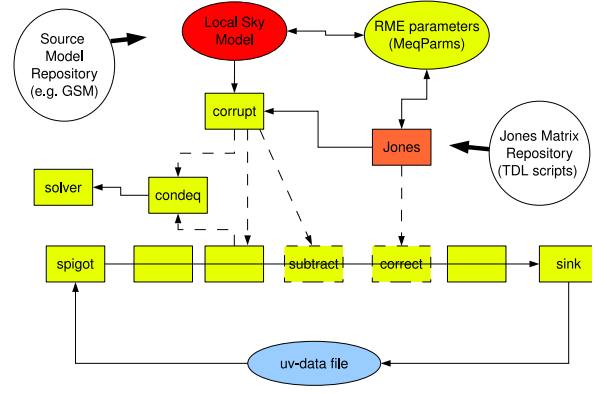 Source
Model
Repository
(e.g. GSM)
Local Sky
Model
RME parameters
(MeqParms)
corrupt
Jones
Jones Matrix
Repository
(TDL scripts)
solver
condeq
spigot
subtract
correct
sink
uv-data file